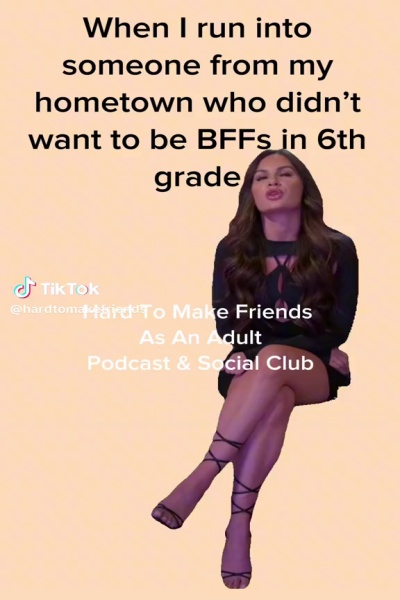 When I run into
someone from my
hometown who didn't
want to be BFFs in 6th
grade
TikTok
Hard To Make Friends
As An Adult
Podcast & Social Club